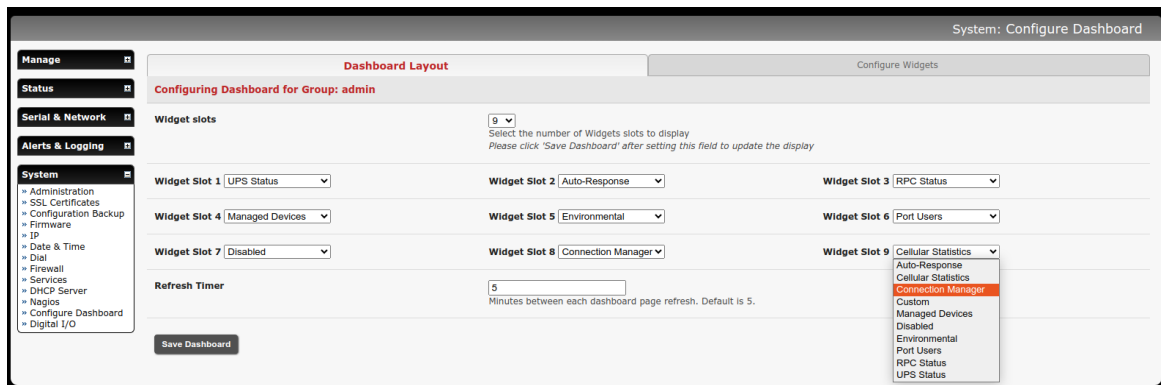 System: Configure Dashboard
Manage
Status
Serial & Network
Alerts & Logging
System
» Administration
» SSL Certificates
» Configuration Backup
» Firmware
» IP
» Date & Time
» Dial
» Firewall
» Services
» DHCP Server
» Nagios
» Configure Dashboard
» Digital I/O
Dashboard Layout
Configure Widgets
Configuring Dashboard for Group: admin
Widget slots
9
Select the number of Widgets slots to display
Please click 'Save Dashboard' after setting this field to update the display
Widget Slot 1 UPS Status
Widget Slot 2 Auto-Response
Widget Slot 3 RPC Status
Widget Slot 4 Managed Devices
Widget Slot 5 Environmental
Widget Slot 6 Port Users
Widget Slot 7 Disabled
Widget Slot 8 Connection Manager
Widget Slot 9 Cellular Statistics
Auto-Response
Cellular Statistics
Connection Manager
Custom
Managed Devices
Disabled
Environmental
Port Users
RPC Status
UPS Status
Refresh Timer
5
Minutes between each dashboard page refresh. Default is 5.
Save Dashboard